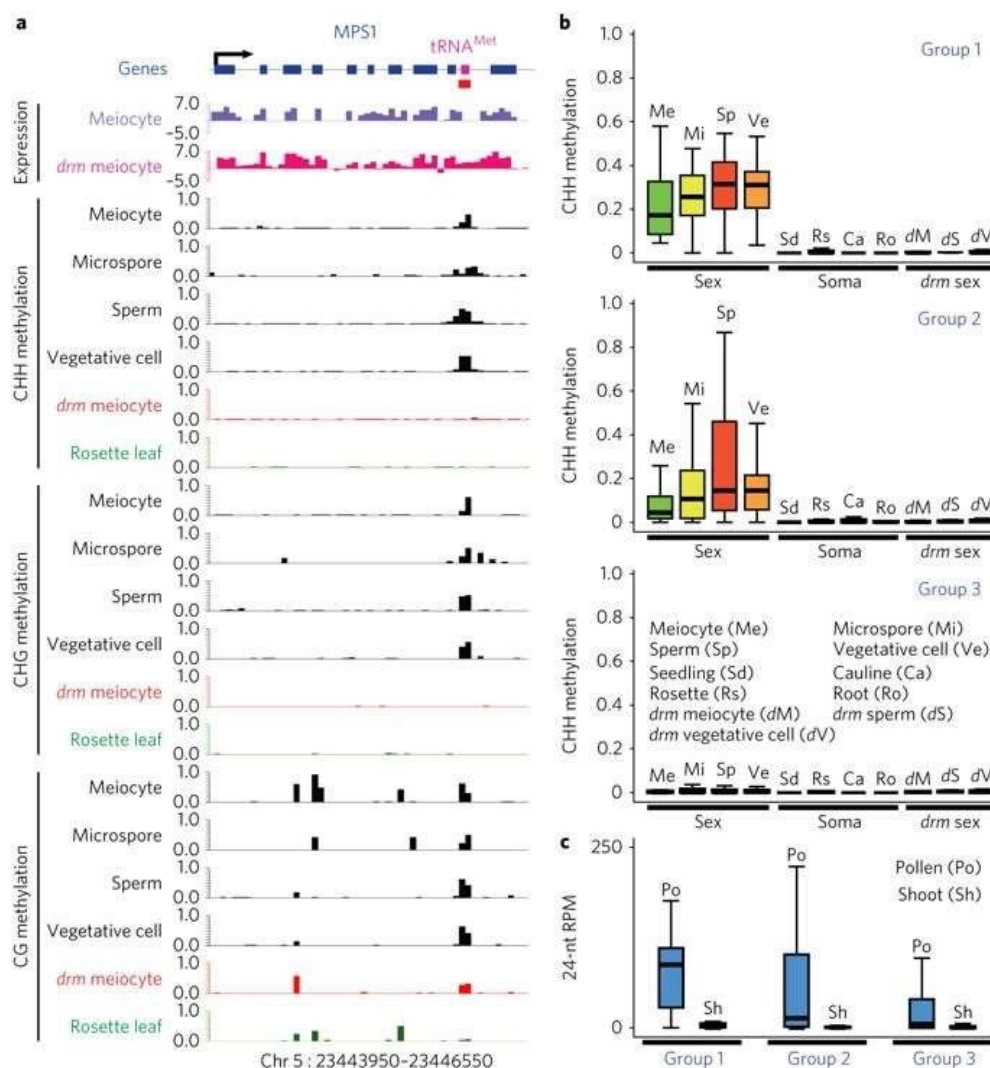 a
MPS1
tRNA^Met
Genes
Expression
Meiocyte
7.0
−5.0
drm meiocyte
7.0
−5.0
CHH methylation
Meiocyte
1.0
0.0
Microspore
1.0
0.0
Sperm
1.0
0.0
Vegetative cell
1.0
0.0
drm meiocyte
1.0
0.0
Rosette leaf
1.0
0.0
CHG methylation
Meiocyte
1.0
0.0
Microspore
1.0
0.0
Sperm
1.0
0.0
Vegetative cell
1.0
0.0
drm meiocyte
1.0
0.0
Rosette leaf
1.0
0.0
CG methylation
Meiocyte
1.0
0.0
Microspore
1.0
0.0
Sperm
1.0
0.0
Vegetative cell
1.0
0.0
drm meiocyte
1.0
0.0
Rosette leaf
1.0
0.0
Chr 5 : 23443950–23446550
b
Group 1
CHH methylation
1.0
0.8
0.6
0.4
0.2
0
Me Mi Sp Ve Sd Rs Ca Ro dM dS dV
Sex Soma drm sex
Group 2
CHH methylation
1.0
0.8
0.6
0.4
0.2
0
Me Mi Sp Ve Sd Rs Ca Ro dM dS dV
Sex Soma drm sex
Group 3
CHH methylation
1.0
0.8
0.6
0.4
0.2
0
Meiocyte (Me) Microspore (Mi)
Sperm (Sp) Vegetative cell (Ve)
Seedling (Sd) Cauline (Ca)
Rosette (Rs) Root (Ro)
drm meiocyte (dM) drm sperm (dS)
drm vegetative cell (dV)
Me Mi Sp Ve Sd Rs Ca Ro dM dS dV
Sex Soma drm sex
c
24-nt RPM
250
0
Pollen (Po)
Shoot (Sh)
Po Sh Po Sh Po Sh
Group 1 Group 2 Group 3